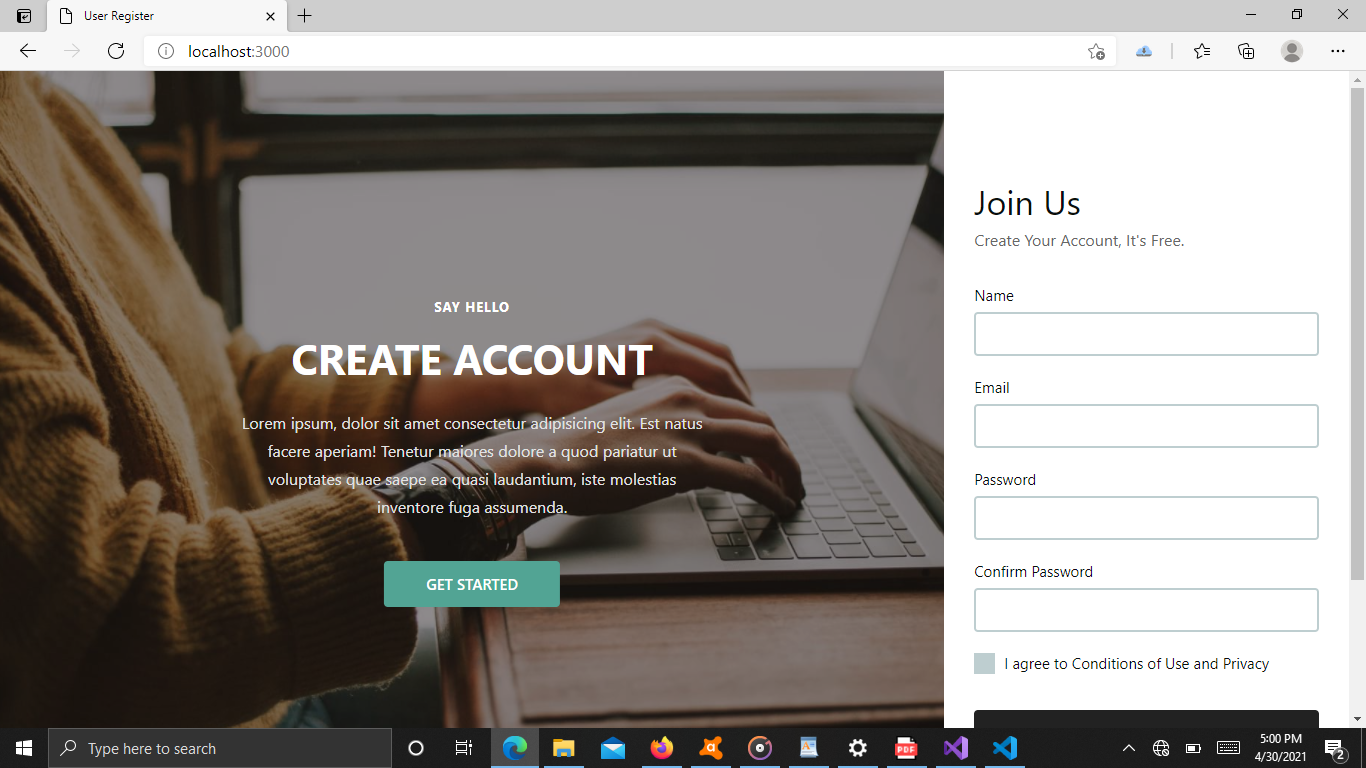 User Register
localhost:3000
SAY HELLO
CREATE ACCOUNT
Lorem ipsum, dolor sit amet consectetur adipisicing elit. Est natus
facere aperiam! Tenetur maiores dolore a quod pariatur ut
voluptates quae saepe ea quasi laudantium, iste molestias
inventore fuga assumenda.
GET STARTED
Join Us
Create Your Account, It's Free.
Name
Email
Password
Confirm Password
I agree to Conditions of Use and Privacy
Type here to search
PDF
5:00 PM
4/30/2021
2